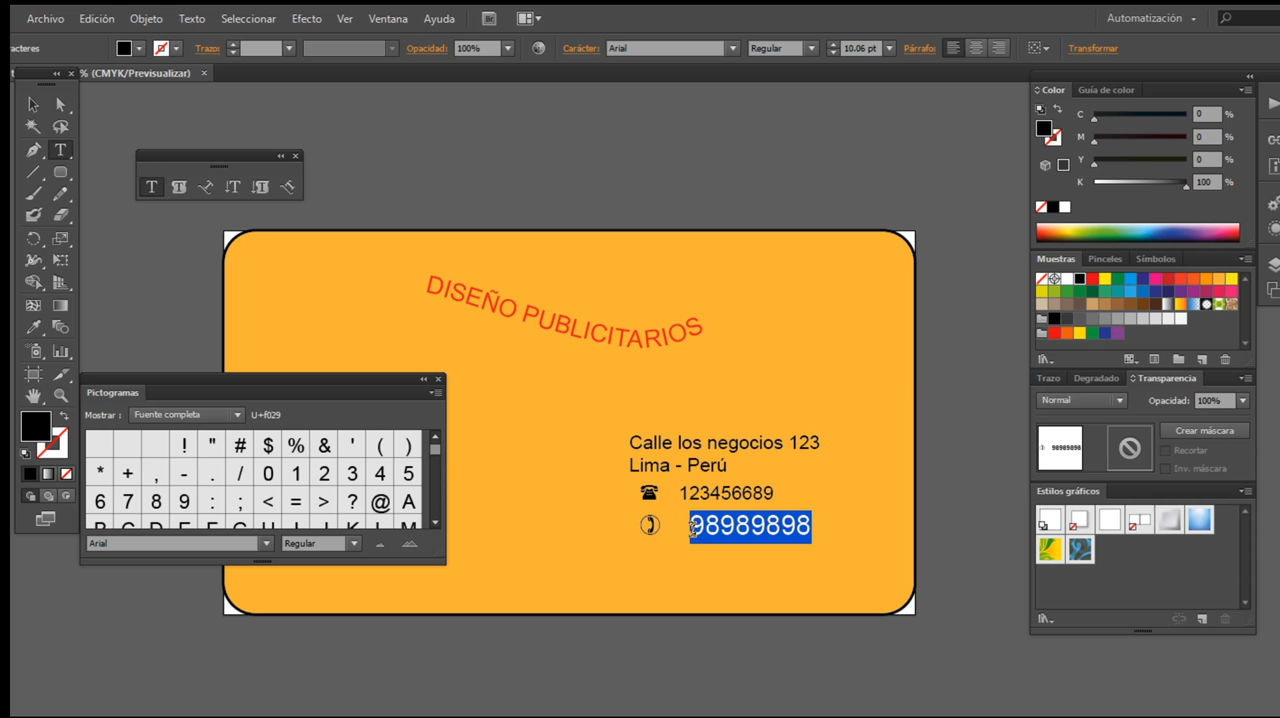 Archivo Edición Objeto Texto Seleccionar Efecto Ver Ventana Ayuda Br Automatización
acteres Trazo: Opacidad: 100% Carácter: Arial Regular 10.06 pt Párrafo: Transformar
% (CMYK/Previsualizar) ×
Color Guía de color
C 0 %
M 0 %
Y 0 %
K 100 %
Muestras Pinceles Símbolos
Trazo Degradado Transparencia
Normal Opacidad: 100%
Crear máscara
Recortar
Inv. máscara
98989898
Estilos gráficos
DISEÑO PUBLICITARIOS
Pictogramas
Mostrar : Fuente completa U+f029
! " # $ % & ' ( )
* + , - . / 0 1 2 3 4 5
6 7 8 9 : ; < = > ? @ A
B C D E F G H I J K L M
Arial Regular
Calle los negocios 123
Lima - Perú
123456689
98989898